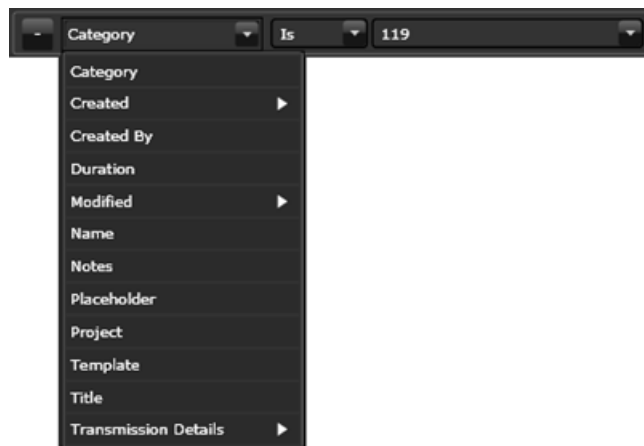 - Category Is 119
Category
Created
Created By
Duration
Modified
Name
Notes
Placeholder
Project
Template
Title
Transmission Details